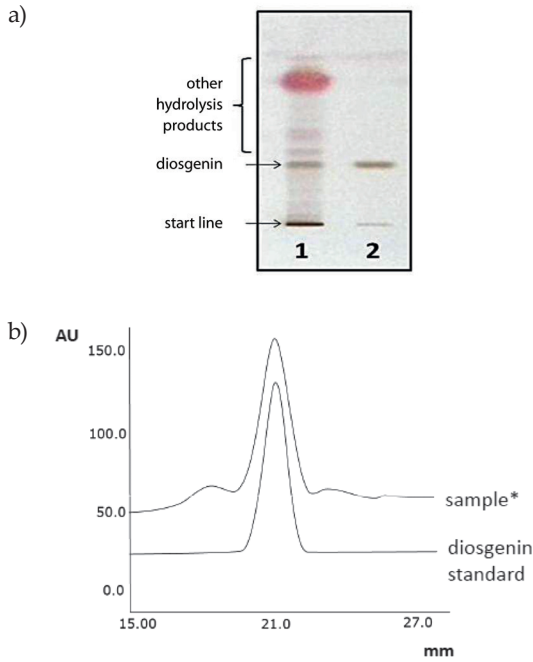 a)
other
hydrolysis
products
diosgenin
start line
1 2
b)
AU
150.0
100.0
50.0
0.0
sample*
diosgenin
standard
15.00 21.0 27.0
mm